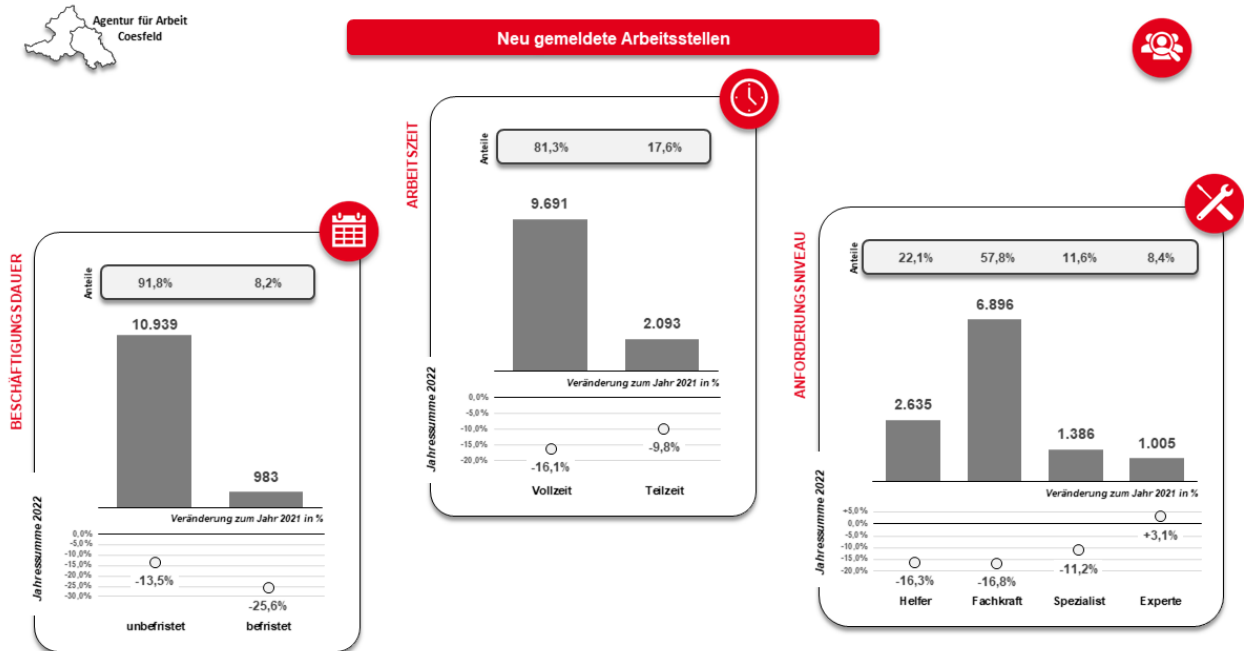 Agentur für Arbeit
Coesfeld
Neu gemeldete Arbeitsstellen
BESCHÄFTIGUNGSDAUER
Anteile
91,8% 8,2%
10.939
983
Jahressumme 2022
Veränderung zum Jahr 2021 in %
0,0%
-5,0%
-10,0%
-15,0%
-20,0%
-25,0%
-30,0%
-13,5%
-25,6%
unbefristet befristet
ARBEITSZEIT
Anteile
81,3% 17,6%
9.691
2.093
Jahressumme 2022
Veränderung zum Jahr 2021 in %
0,0%
-5,0%
-10,0%
-15,0%
-20,0%
-16,1%
-9,8%
Vollzeit Teilzeit
ANFORDERUNGSNIVEAU
Anteile
22,1% 57,8% 11,6% 8,4%
2.635
6.896
1.386
1.005
Jahressumme 2022
Veränderung zum Jahr 2021 in %
+5,0%
0,0%
-5,0%
-10,0%
-15,0%
-20,0%
-16,3%
-16,8%
-11,2%
+3,1%
Helfer Fachkraft Spezialist Experte